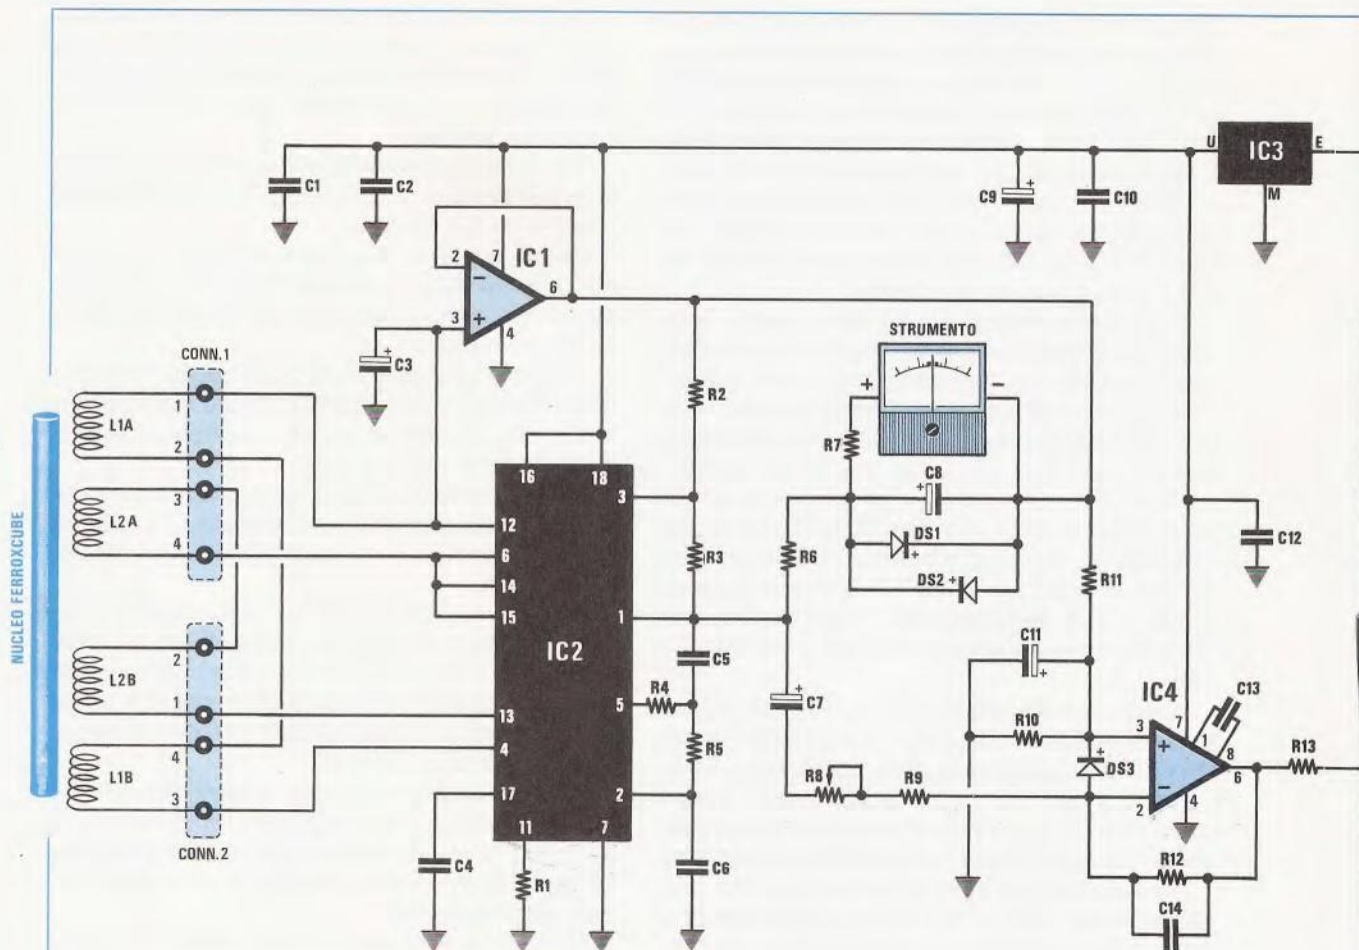 U
IC3
E
M
C1
C2
C9
+
C10
2
7
IC1
−
6
3
+
4
C3
+
STRUMENTO
+
−
CONN.1
R2
1
L1A
2
R7
C8
+
16
18
3
3
L2A
12
DS1
+
C12
4
6
R3
R6
DS2
+
R11
14
15
1
NUCLEO FERROXCUBE
IC2
C11
+
2
C5
L2B
R4
IC4
C13
5
+
C7
1
13
R10
3
7
1
4
4
R5
+
+
8
R13
L1B
DS3
6
R8
R9
−
3
17
2
2
4
CONN.2
11
7
C4
R1
C6
R12
C14